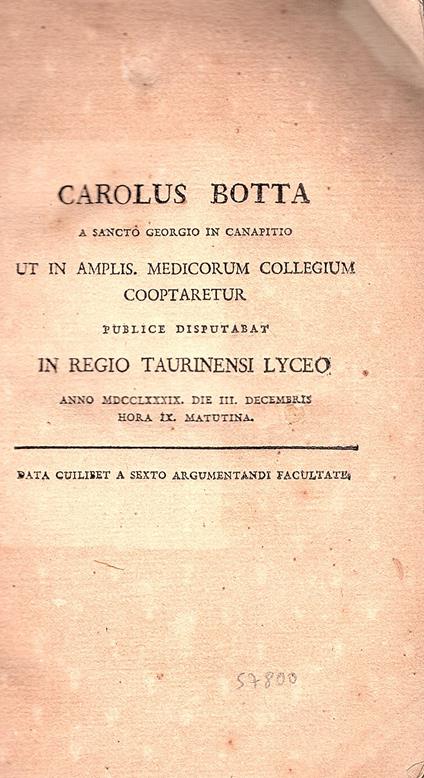 CAROLUS BOTTA
A SANCTO GEORGIO IN CANAPITIO
UT IN AMPLIS. MEDICORUM COLLEGIUM
COOPTARETUR
PUBLICE DISPUTABAT
IN REGIO TAURINENSI LYCEO
ANNO MDCCLXXXIX. DIE III. DECEMBRIS
HORA IX. MATUTINA.
DATA CUILIBET A SEXTO ARGUMENTANDI FACULTATE.
57800